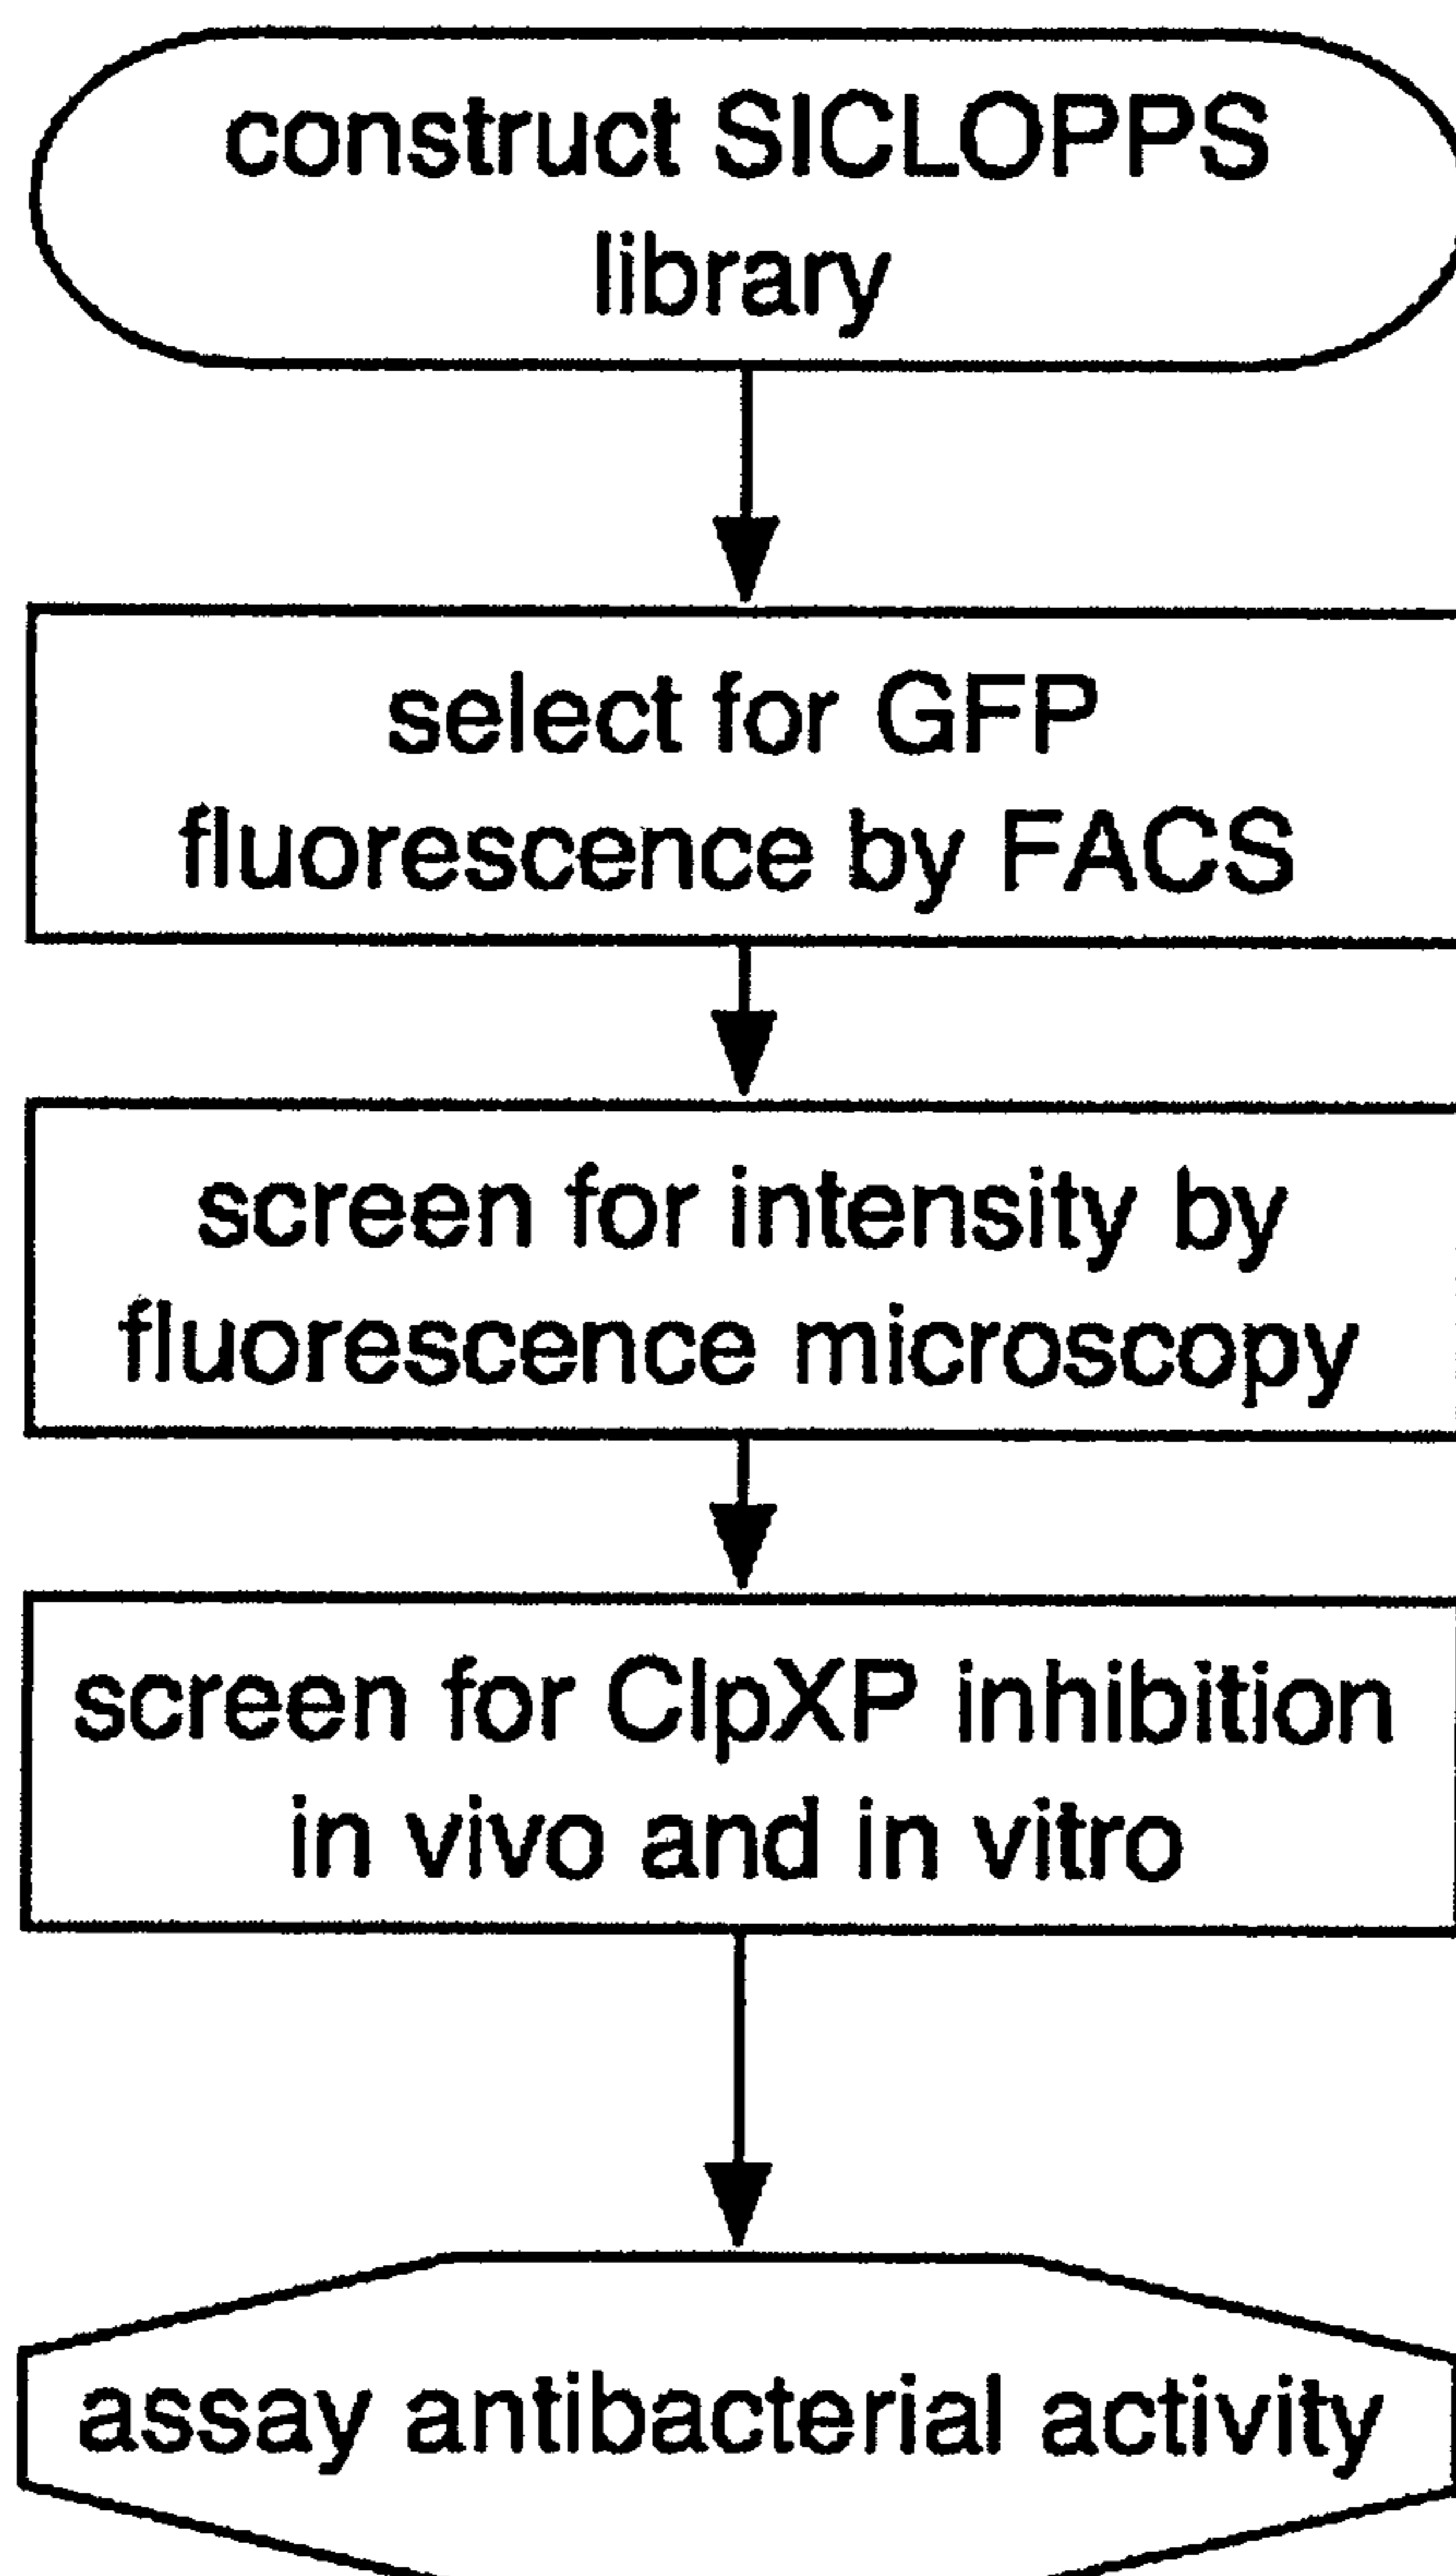 construct SICLOPPS
library
select for GFP
fluorescence by FACS
screen for intensity by
fluorescence microscopy
screen for ClpXP inhibition
in vivo and in vitro
assay antibacterial activity